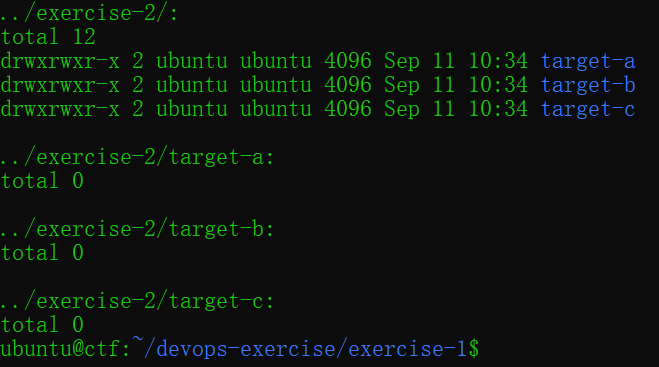 ../exercise-2/:
total 12
drwxrwxr-x 2 ubuntu ubuntu 4096 Sep 11 10:34 target-a
drwxrwxr-x 2 ubuntu ubuntu 4096 Sep 11 10:34 target-b
drwxrwxr-x 2 ubuntu ubuntu 4096 Sep 11 10:34 target-c

../exercise-2/target-a:
total 0

../exercise-2/target-b:
total 0

../exercise-2/target-c:
total 0
ubuntu@ctf:~/devops-exercise/exercise-1$